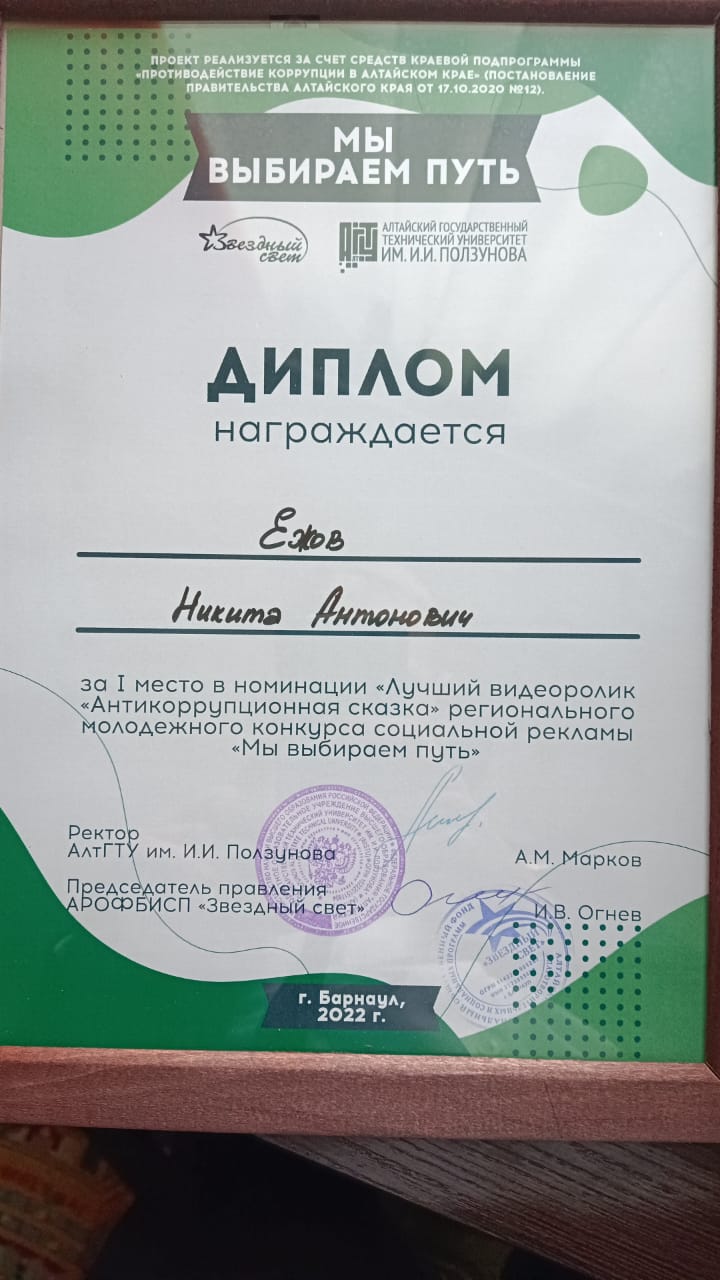 ПРОЕКТ РЕАЛИЗУЕТСЯ ЗА СЧЕТ СРЕДСТВ КРАЕВОЙ ПОДПРОГРАММЫ
«ПРОТИВОДЕЙСТВИЕ КОРРУПЦИИ В АЛТАЙСКОМ КРАЕ» (ПОСТАНОВЛЕНИЕ
ПРАВИТЕЛЬСТВА АЛТАЙСКОГО КРАЯ ОТ 17.10.2020 №12).
МЫ
ВЫБИРАЕМ ПУТЬ
Звездный
свет
АЛТАЙСКИЙ ГОСУДАРСТВЕННЫЙ
ТЕХНИЧЕСКИЙ УНИВЕРСИТЕТ
ИМ. И.И. ПОЛЗУНОВА
ДИПЛОМ
награждается
Ежов
Никита Антонович
за I место в номинации «Лучший видеоролик
«Антикоррупционная сказка» регионального
молодежного конкурса социальной рекламы
«Мы выбираем путь»
Ректор
АлтГТУ им. И.И. Ползунова
А.М. Марков
Председатель правления
АРОФБИСП «Звездный свет»
И.В. Огнев
«ЗВЕЗДНЫЙ
СВЕТ»
г. Барнаул,
2022 г.